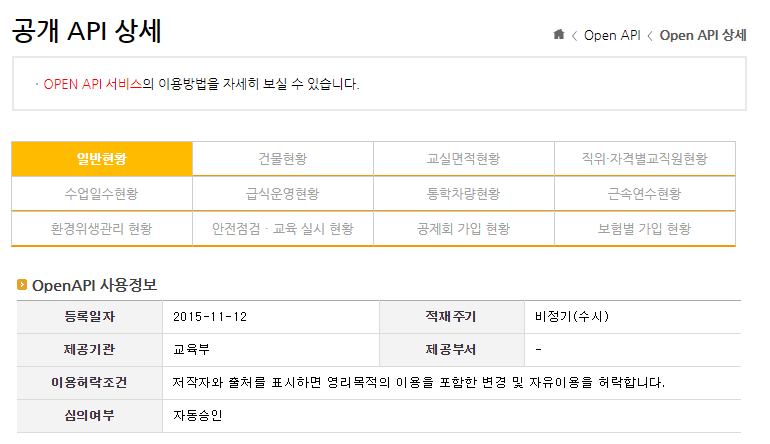 공개 API 상세
< Open API < Open API 상세
· OPEN API 서비스의 이용방법을 자세히 보실 수 있습니다.
일반현황 건물현황 교실면적현황 직위·자격별교직원현황
수업일수현황 급식운영현황 통학차량현황 근속연수현황
환경위생관리 현황 안전점검 · 교육 실시 현황 공제회 가입 현황 보험별 가입 현황
OpenAPI 사용정보
등록일자 2015-11-12 적재주기 비정기(수시)
제공기관 교육부 제공부서 -
이용허락조건 저작자와 출처를 표시하면 영리목적의 이용을 포함한 변경 및 자유이용을 허락합니다.
심의여부 자동승인